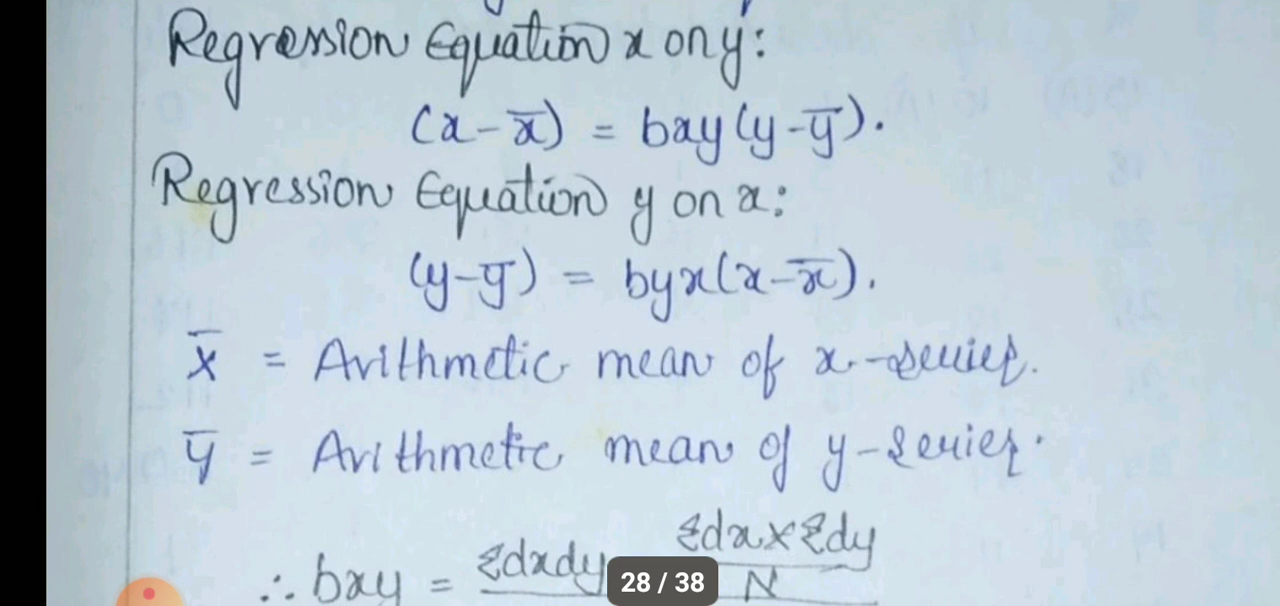 Regression Equation x on y:
(x - x̅) = bxy (y - y̅).
Regression Equation y on x:
(y - y̅) = byx (x - x̅).
X̅ = Arithmetic mean of x-series.
y̅ = Arithmetic mean of y-series.
Σdx × Σdy
∴ bxy = Σdxdy N
28 / 38